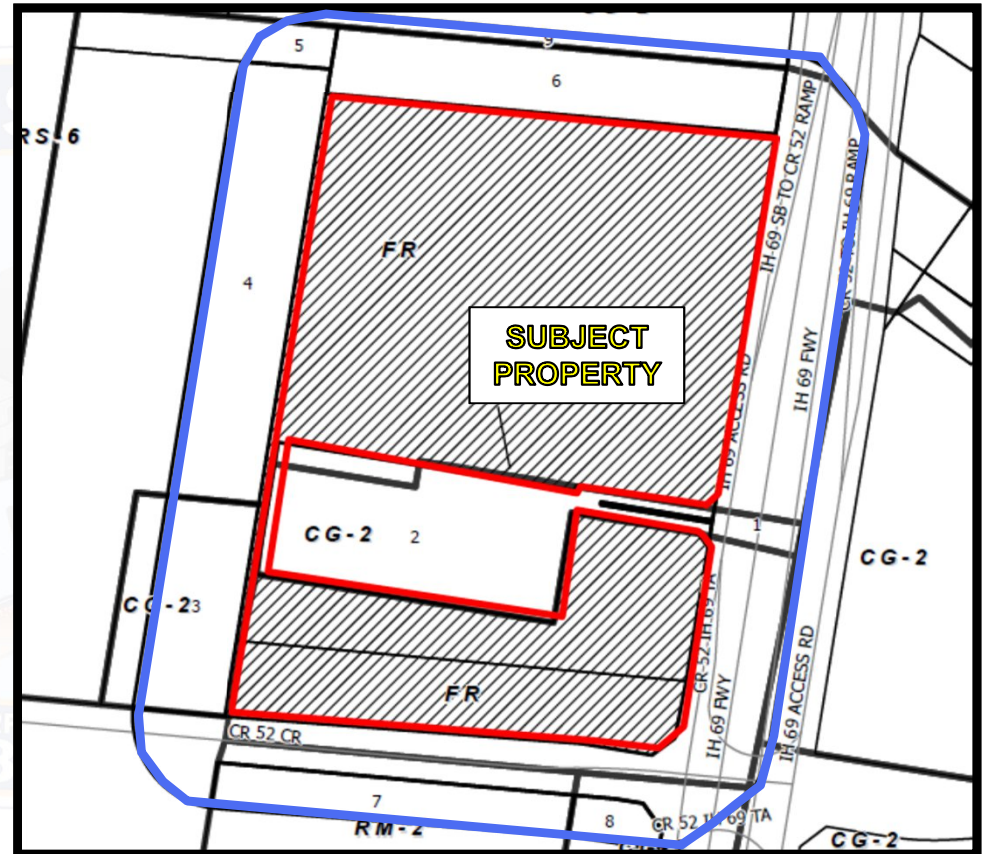 5
9
6
RS-6
IH 69 SB TO CR 52 RAMP
CR 52 TO IH 69 RAMP
FR
4
SUBJECT
PROPERTY
IH 69 FWY
IH 69 ACCESS RD
1
CG-2
2
CG-2
CG-2
3
CR 52 IH 69 TA
FR
IH 69 FWY
IH 69 ACCESS RD
CR 52 CR
7
RM-2
8
CR 52 IH 69 TA
CG-2